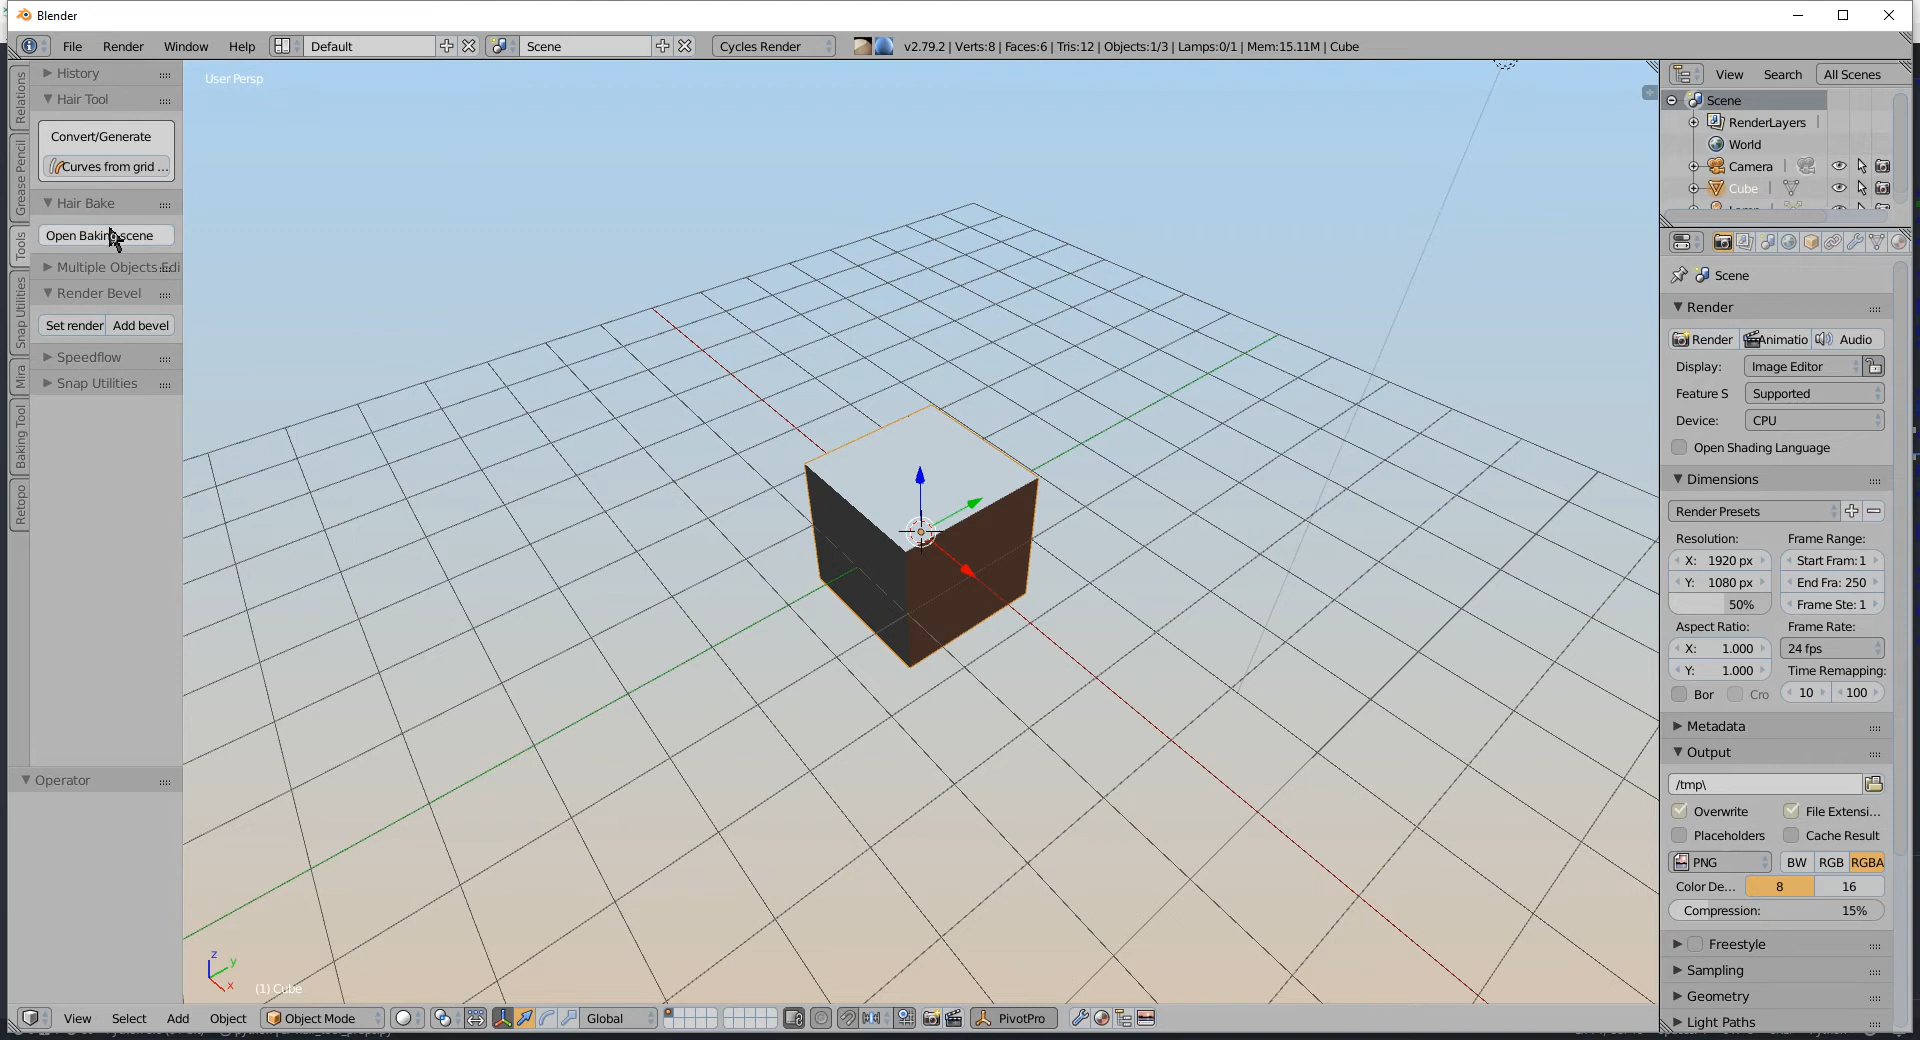 Blender
File Render Window Help Default Scene Cycles Render v2.79.2 | Verts:8 | Faces:6 | Tris:12 | Objects:1/3 | Lamps:0/1 | Mem:15.11M | Cube
Relations
Grease Pencil
Tools
Snap Utilities
Mira
Baking Tool
Retopo
History
Hair Tool
Convert/Generate
Curves from grid ...
Hair Bake
Open Baking scene
Multiple Objects Edi
Render Bevel
Set render Add bevel
Speedflow
Snap Utilities
Operator
User Persp
z
y
x
(1) Cube
View Select Add Object Object Mode Global PivotPro
View Search All Scenes
Scene
RenderLayers
World
Camera
Cube
Scene
Render
Render Animatio Audio
Display: Image Editor
Feature S Supported
Device: CPU
Open Shading Language
Dimensions
Render Presets
Resolution: Frame Range:
X: 1920 px Start Fram: 1
Y: 1080 px End Fra: 250
50% Frame Ste: 1
Aspect Ratio: Frame Rate:
X: 1.000 24 fps
Y: 1.000 Time Remapping:
Bor Cro 10 100
Metadata
Output
/tmp\
Overwrite File Extensi...
Placeholders Cache Result
PNG BW RGB RGBA
Color De... 8 16
Compression: 15%
Freestyle
Sampling
Geometry
Light Paths